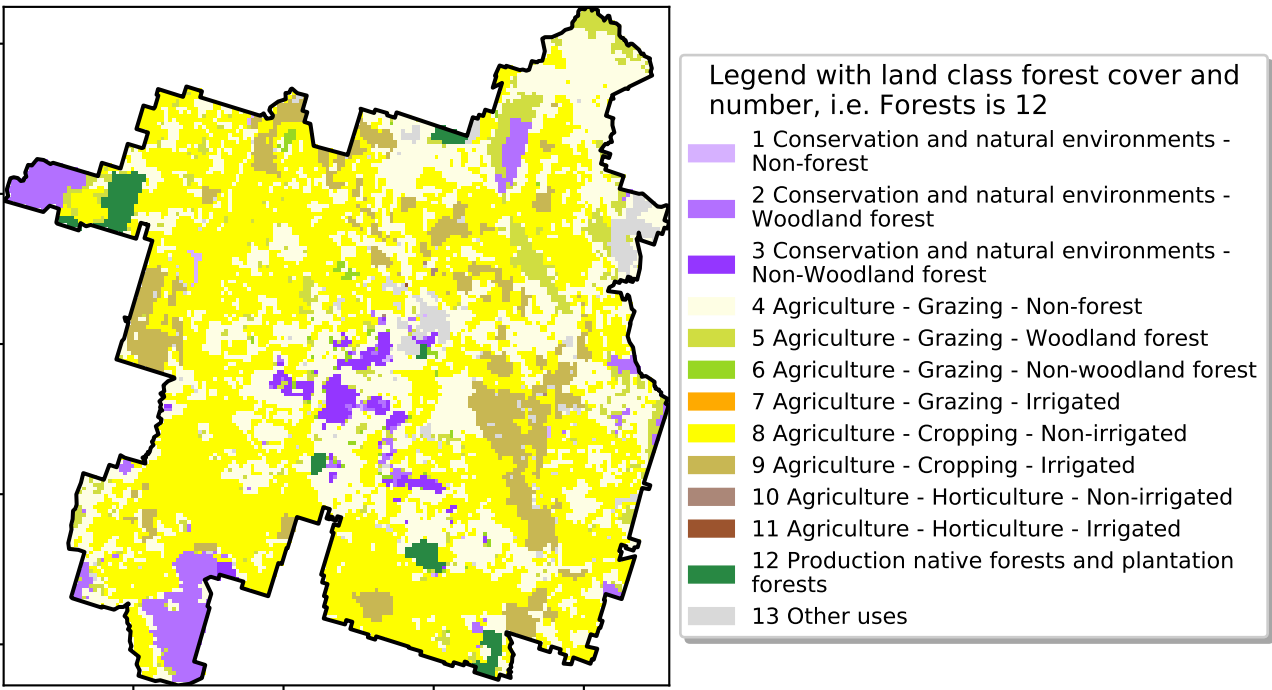 Legend with land class forest cover and
number, i.e. Forests is 12
1 Conservation and natural environments -
Non-forest
2 Conservation and natural environments -
Woodland forest
3 Conservation and natural environments -
Non-Woodland forest
4 Agriculture - Grazing - Non-forest
5 Agriculture - Grazing - Woodland forest
6 Agriculture - Grazing - Non-woodland forest
7 Agriculture - Grazing - Irrigated
8 Agriculture - Cropping - Non-irrigated
9 Agriculture - Cropping - Irrigated
10 Agriculture - Horticulture - Non-irrigated
11 Agriculture - Horticulture - Irrigated
12 Production native forests and plantation
forests
13 Other uses